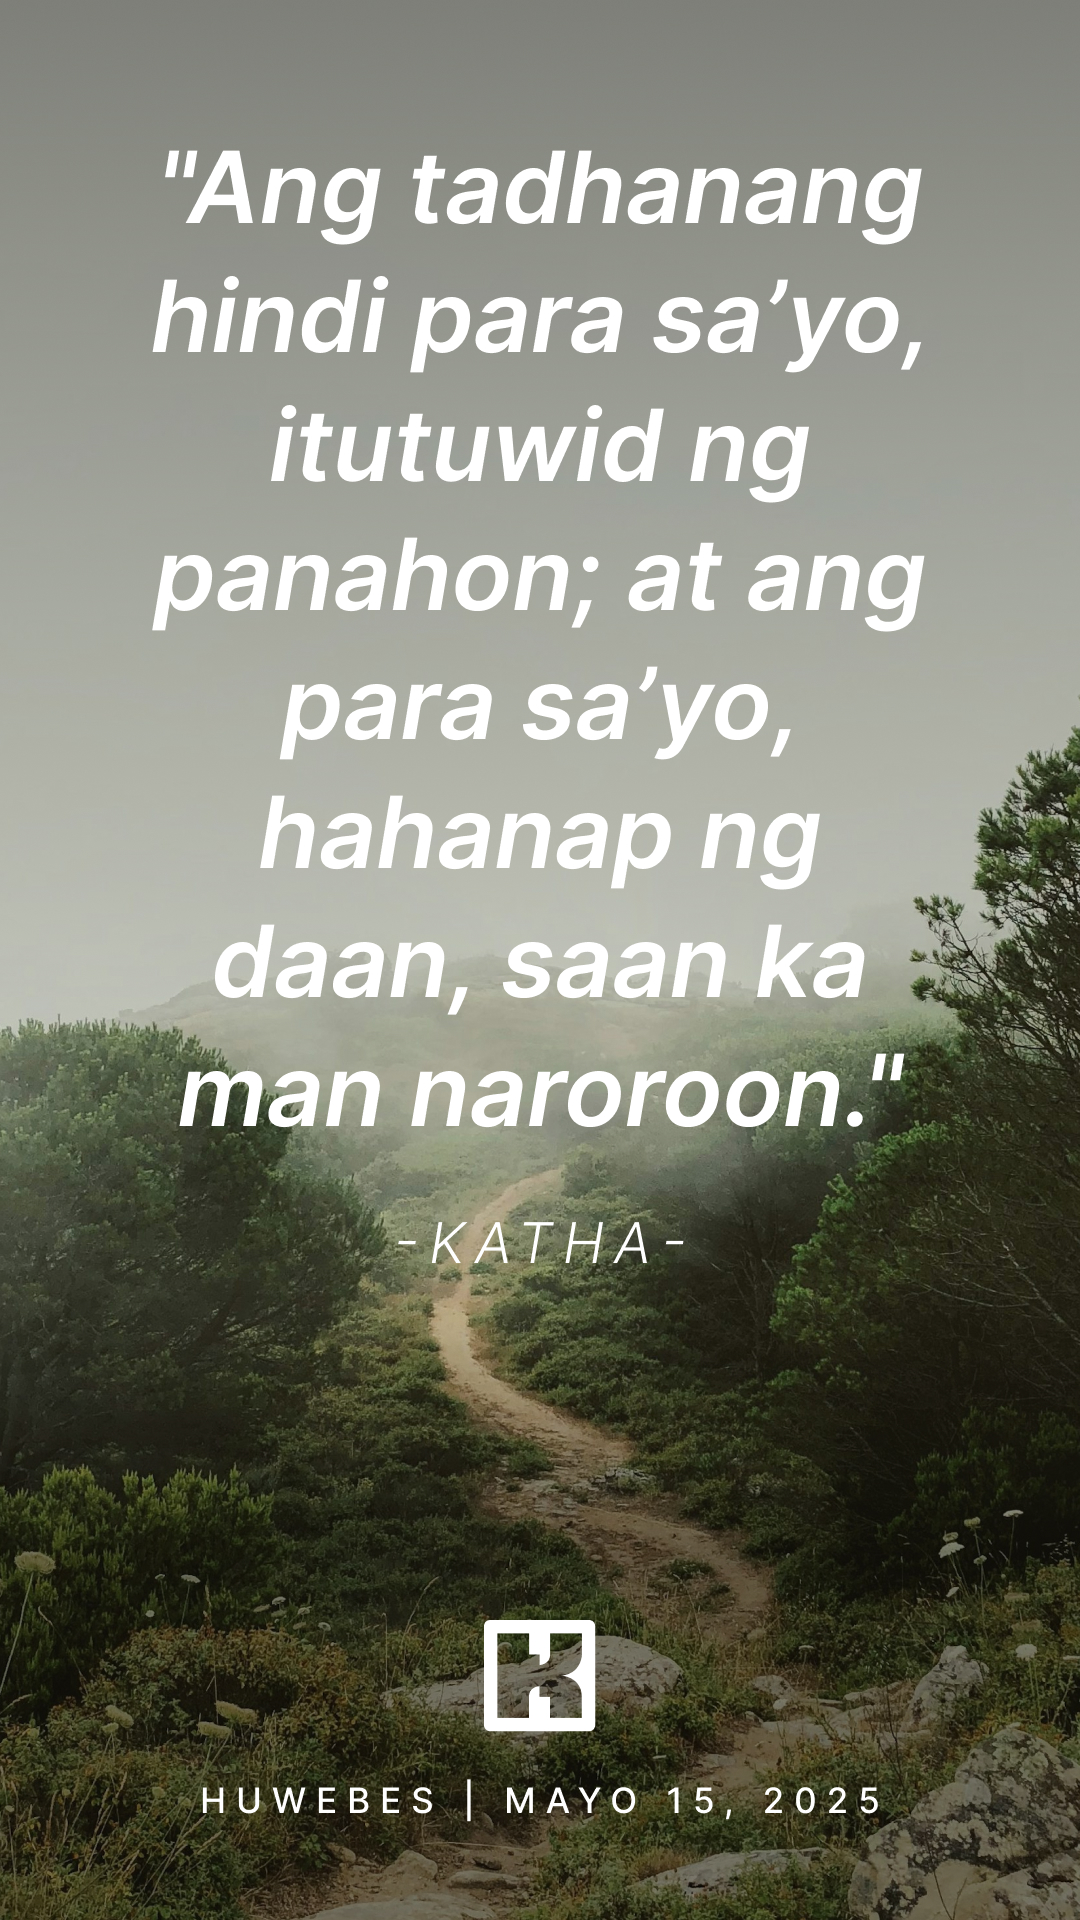 "Ang tadhanang
hindi para sa’yo,
itutuwid ng
panahon; at ang
para sa’yo,
hahanap ng
daan, saan ka
man naroroon."
-KATHA-
HUWEBES | MAYO 15, 2025